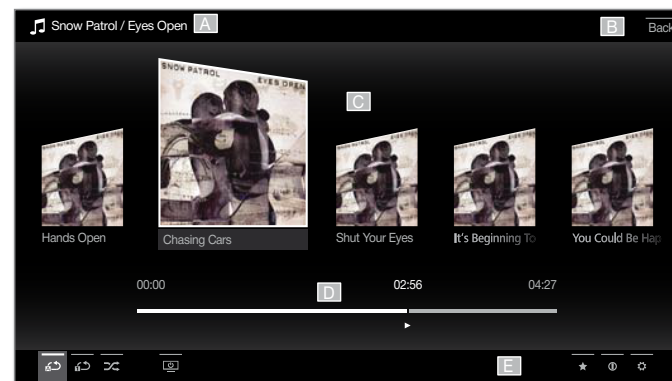 Snow Patrol / Eyes Open A
B Back
SNOW PATROL EYES OPEN
C
Hands Open
Chasing Cars
Shut Your Eyes
It's Beginning To
You Could Be Hap
00:00
D
02:56
04:27
E